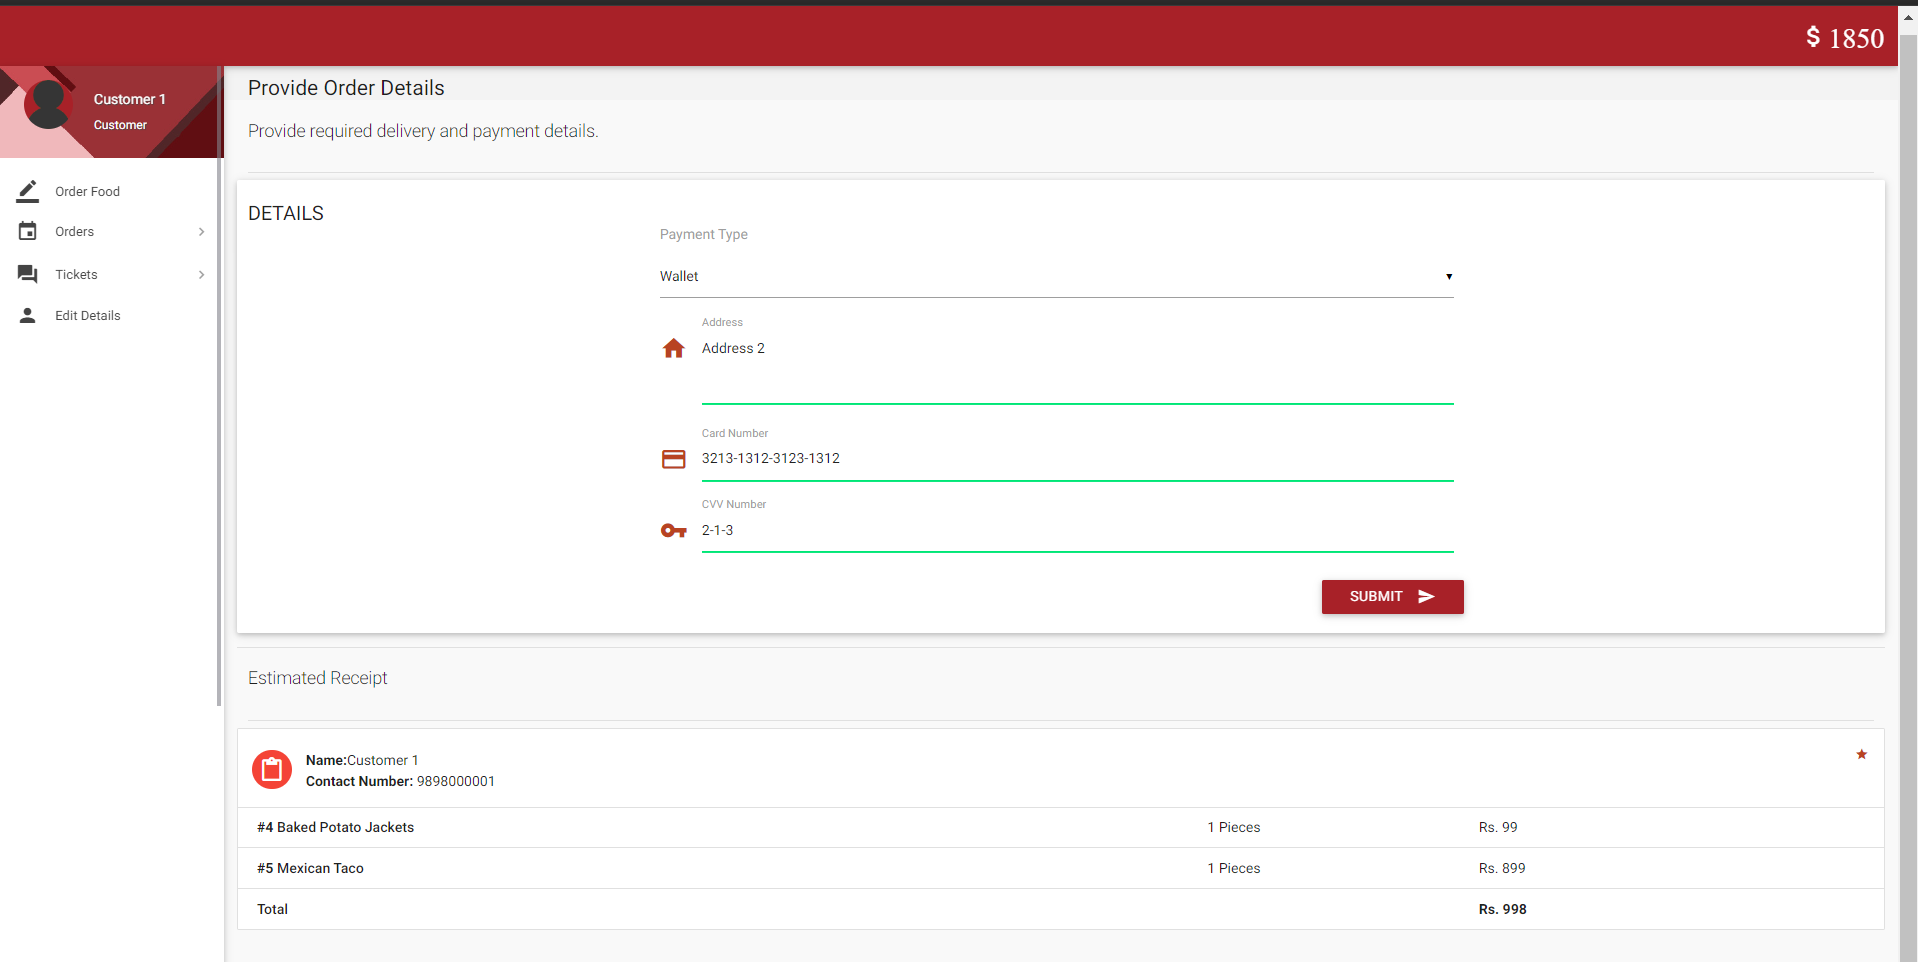 $ 1850
Customer 1
Customer
Order Food
Orders
Tickets
Edit Details
Provide Order Details
Provide required delivery and payment details.
DETAILS
Payment Type
Wallet
Address
Address 2
Card Number
3213-1312-3123-1312
CVV Number
2-1-3
SUBMIT
Estimated Receipt
Name:Customer 1
Contact Number: 9898000001
#4 Baked Potato Jackets 1 Pieces Rs. 99
#5 Mexican Taco 1 Pieces Rs. 899
Total Rs. 998